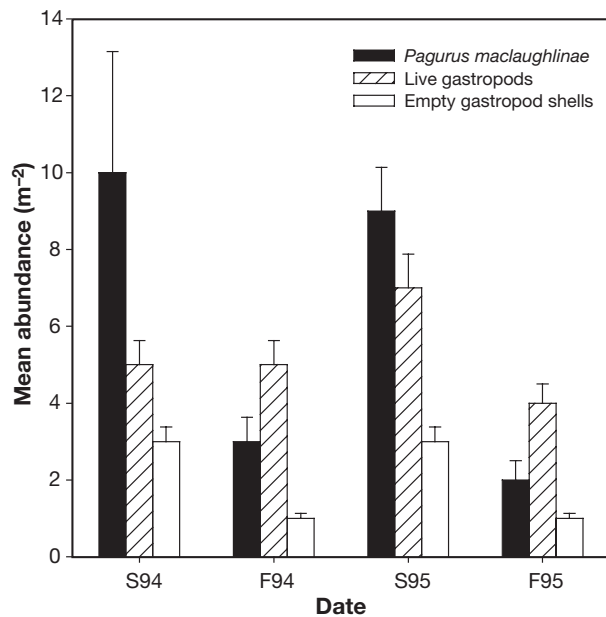 14
12
10
8
6
4
2
0
Mean abundance (m⁻²)
Pagurus maclaughlinae
Live gastropods
Empty gastropod shells
S94 F94 S95 F95
Date